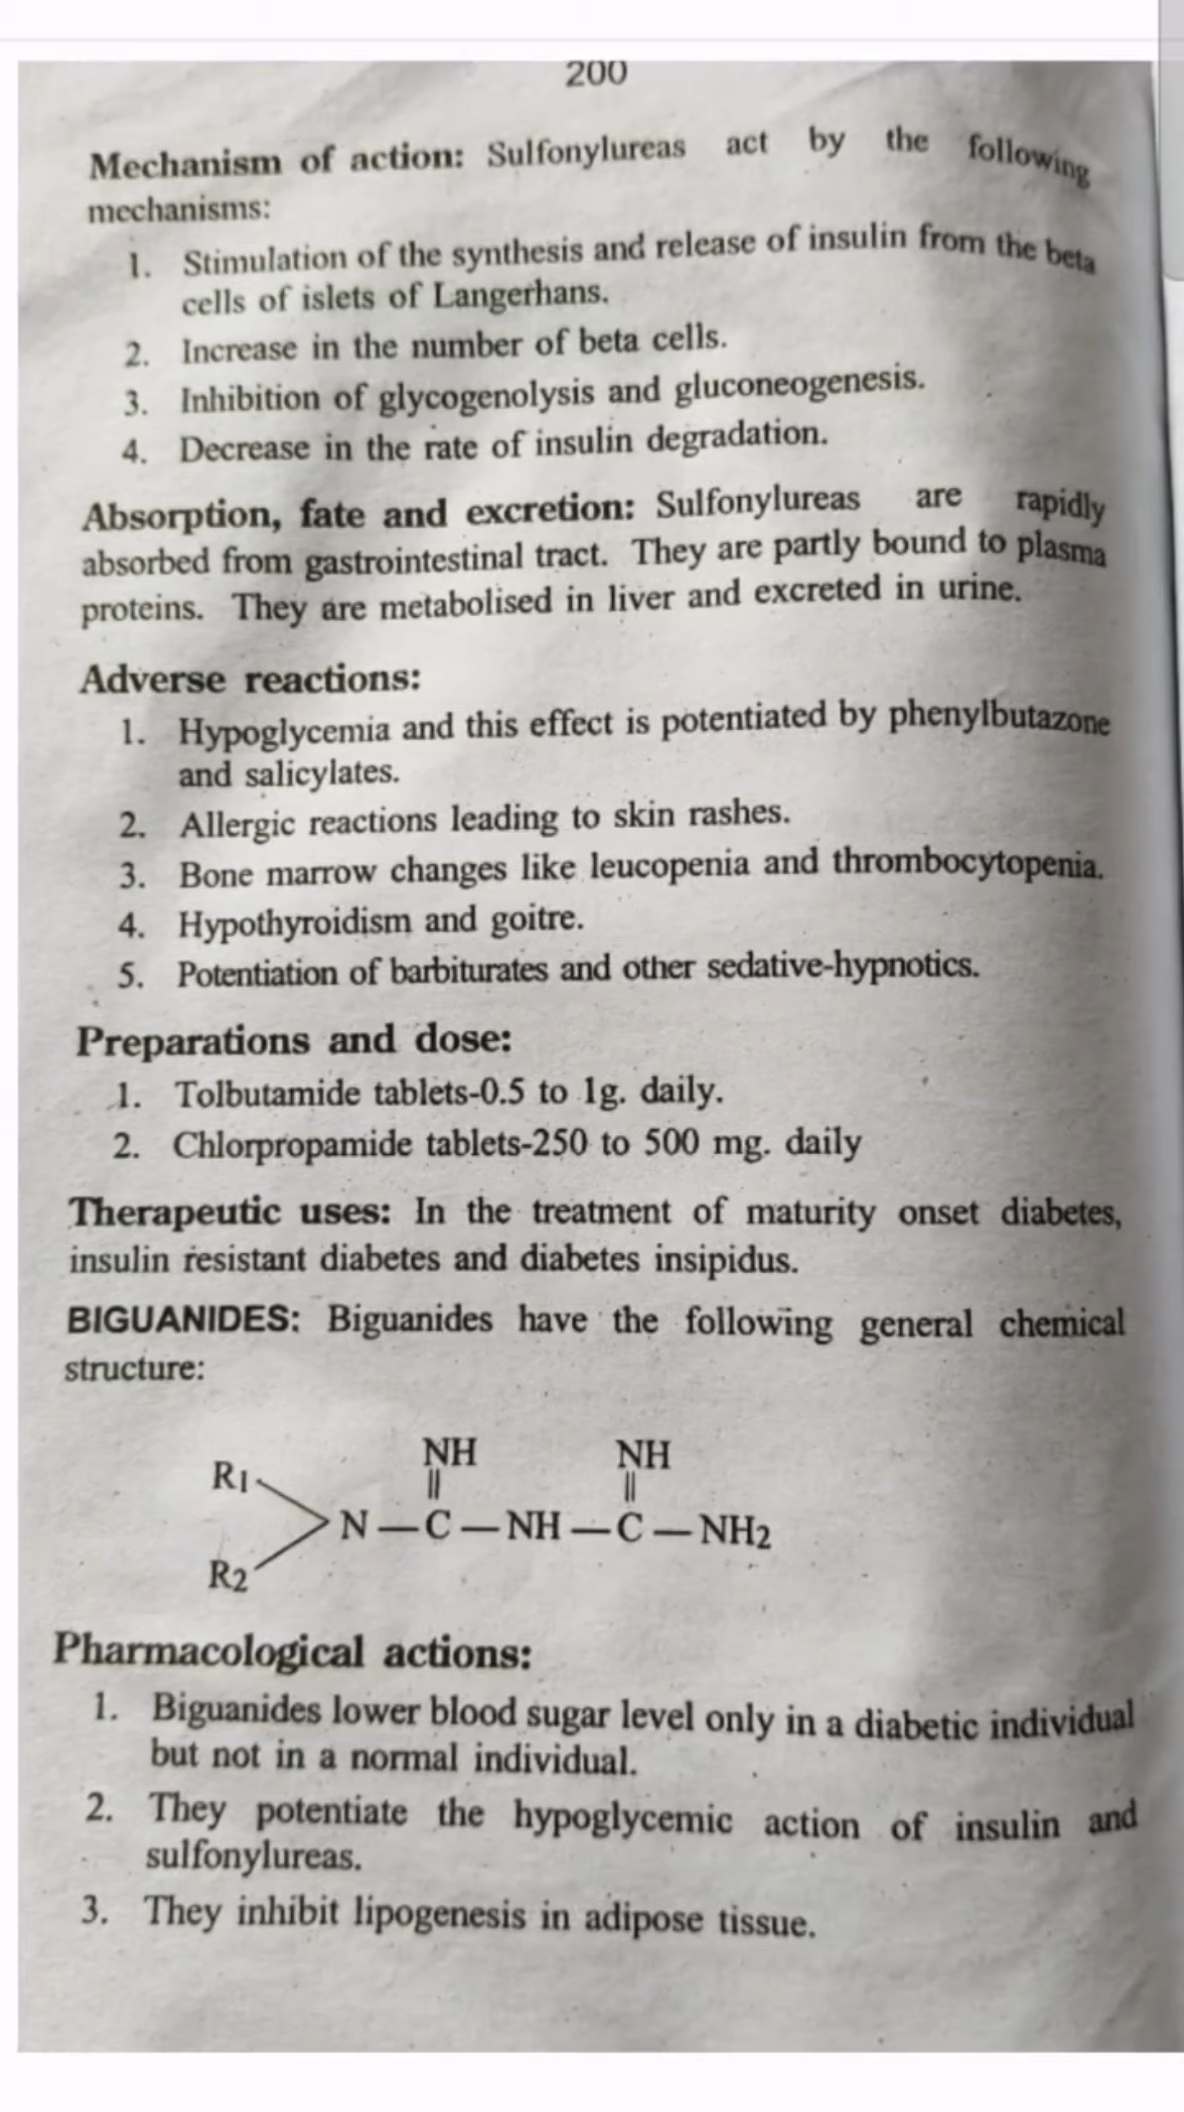 200
Mechanism of action: Sulfonylureas act by the following
mechanisms:
1. Stimulation of the synthesis and release of insulin from the beta
cells of islets of Langerhans.
2. Increase in the number of beta cells.
3. Inhibition of glycogenolysis and gluconeogenesis.
4. Decrease in the rate of insulin degradation.
Absorption, fate and excretion: Sulfonylureas are rapidly
absorbed from gastrointestinal tract. They are partly bound to plasma
proteins. They are metabolised in liver and excreted in urine.
Adverse reactions:
1. Hypoglycemia and this effect is potentiated by phenylbutazone
and salicylates.
2. Allergic reactions leading to skin rashes.
3. Bone marrow changes like leucopenia and thrombocytopenia.
4. Hypothyroidism and goitre.
5. Potentiation of barbiturates and other sedative-hypnotics.
Preparations and dose:
1. Tolbutamide tablets-0.5 to 1g. daily.
2. Chlorpropamide tablets-250 to 500 mg. daily
Therapeutic uses: In the treatment of maturity onset diabetes,
insulin resistant diabetes and diabetes insipidus.
BIGUANIDES: Biguanides have the following general chemical
structure:
NH NH
R1
N — C — NH — C — NH2
R2
Pharmacological actions:
1. Biguanides lower blood sugar level only in a diabetic individual
but not in a normal individual.
2. They potentiate the hypoglycemic action of insulin and
sulfonylureas.
3. They inhibit lipogenesis in adipose tissue.